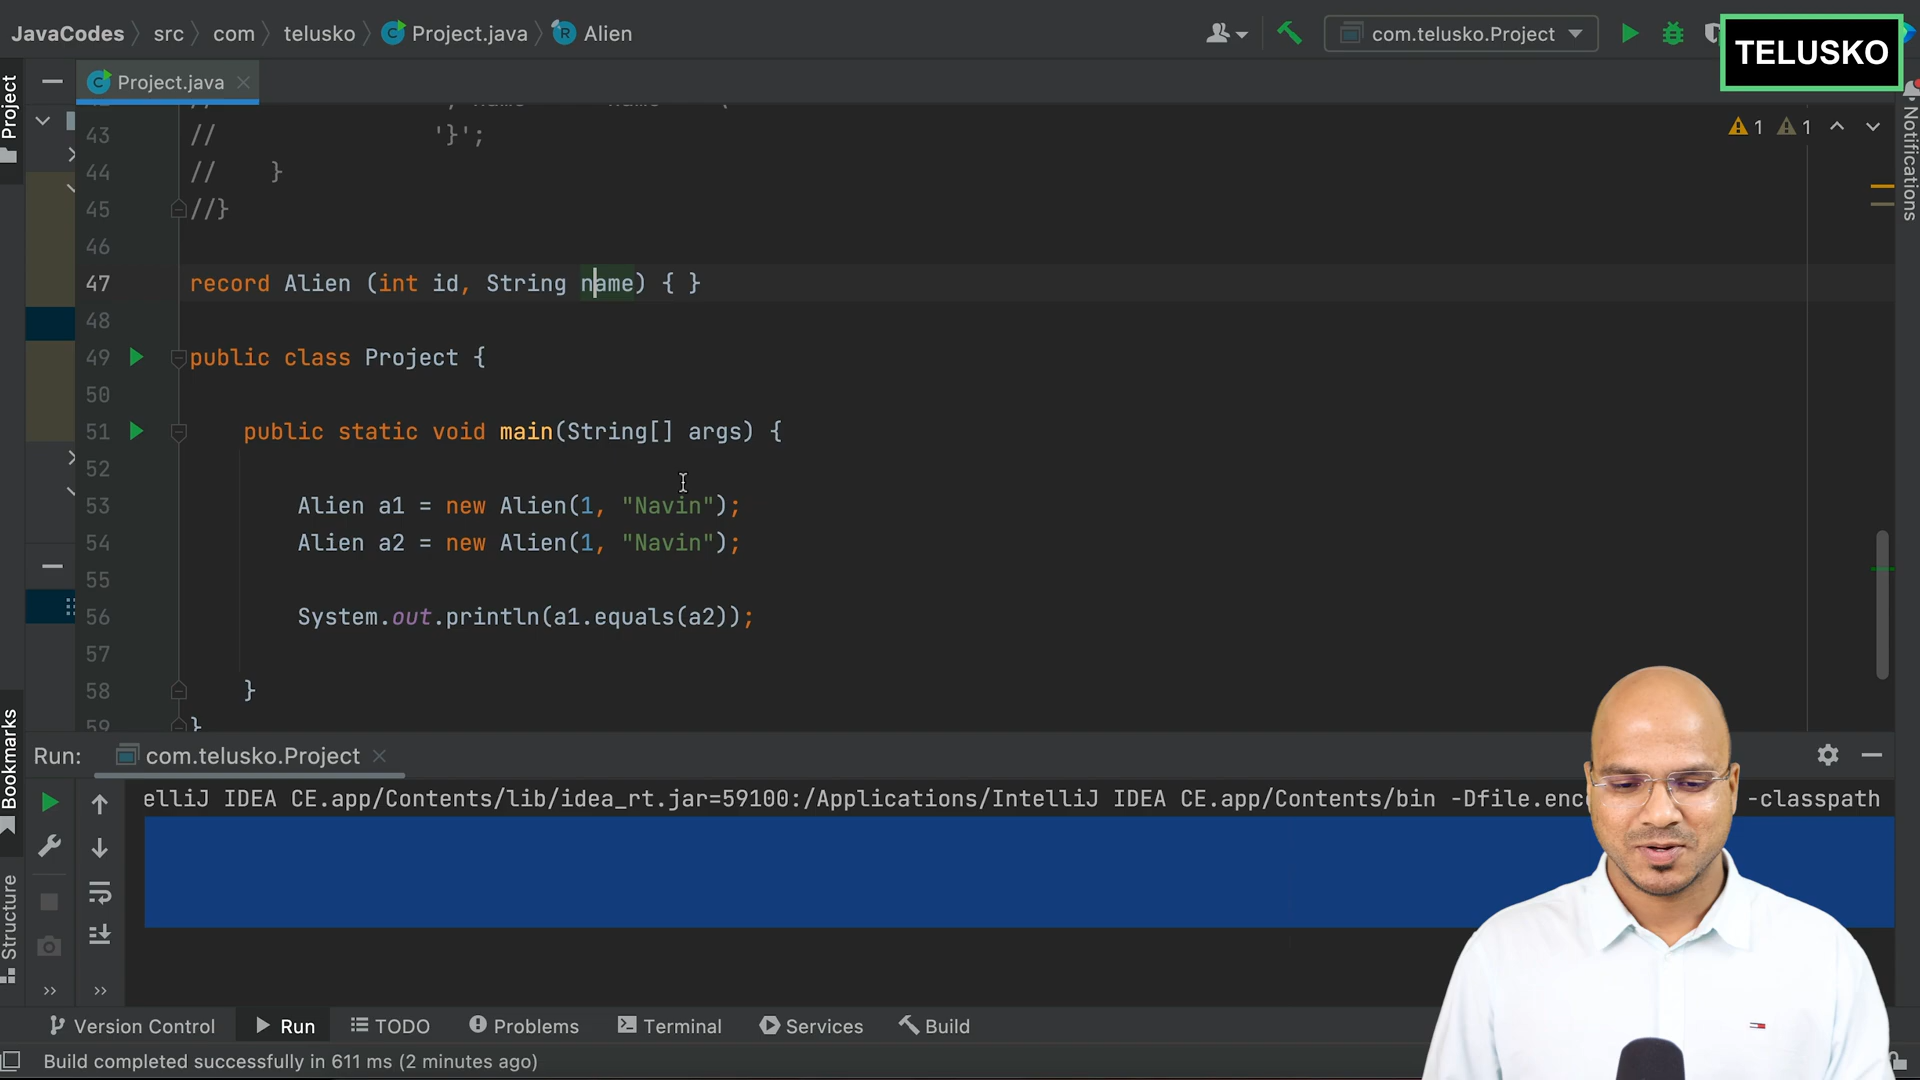 JavaCodes src com telusko Project.java Alien
com.telusko.Project
TELUSKO
Project
Project.java
Notifications
1 1
43 // '}';
44 // }
45 //}
46
47 record Alien (int id, String name) { }
48
49 public class Project {
50
51 public static void main(String[] args) {
52
53 Alien a1 = new Alien(1, "Navin");
54 Alien a2 = new Alien(1, "Navin");
55
56 System.out.println(a1.equals(a2));
57
58 }
59 }
Bookmarks
Structure
Run: com.telusko.Project
elliJ IDEA CE.app/Contents/lib/idea_rt.jar=59100:/Applications/IntelliJ IDEA CE.app/Contents/bin -classpath
Version Control Run TODO Problems Terminal Services Build
Build completed successfully in 611 ms (2 minutes ago)